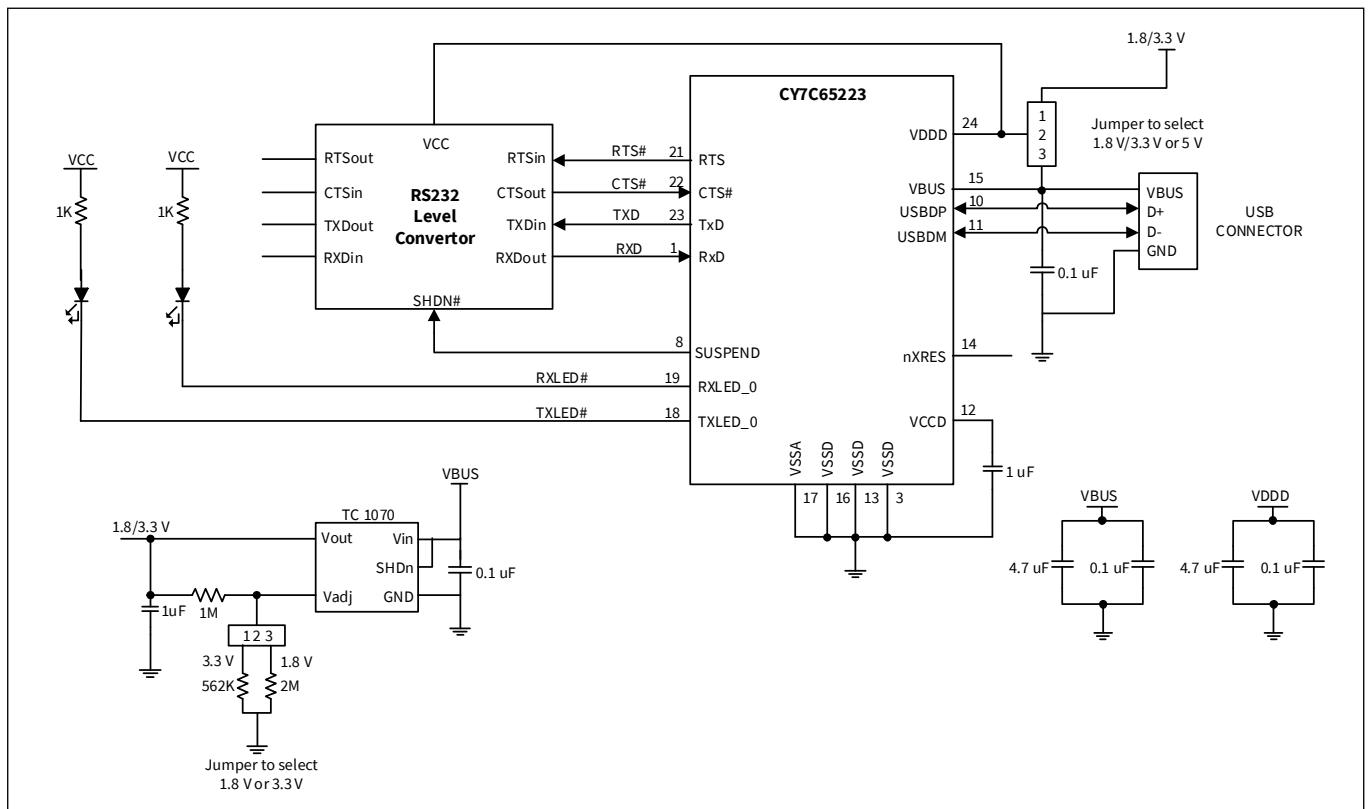 1.8/3.3 V
CY7C65223
VCC
RS232
Level
Convertor
RTSout
CTSin
TXDout
RXDin
RTSin
CTSout
TXDin
RXDout
SHDN#
RTS#
CTS#
TXD
RXD
21
22
23
1
8
19
18
RTS
CTS#
TxD
RxD
SUSPEND
RXLED_0
TXLED_0
RXLED#
TXLED#
VCC
VCC
1K
1K
VDDD
24
1
2
3
Jumper to select
1.8 V/3.3 V or 5 V
VBUS
15
USBDP
10
USBDM
11
VBUS
D+
D-
GND
USB
CONNECTOR
0.1 uF
nXRES
14
VCCD
12
1 uF
VSSA
VSSD
VSSD
VSSD
17
16
13
3
VBUS
TC 1070
1.8/3.3 V
Vout
Vin
SHDn
Vadj
GND
0.1 uF
1uF
1M
1 2 3
3.3 V
1.8 V
562K
2M
Jumper to select
1.8 V or 3.3 V
VBUS
4.7 uF
0.1 uF
VDDD
4.7 uF
0.1 uF